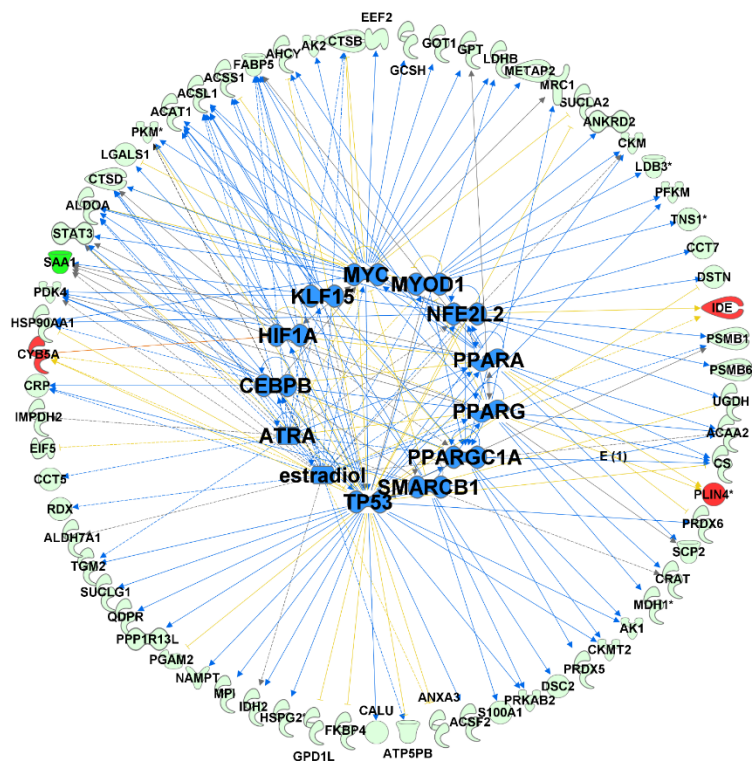 EEF2
CTSB
AK2
AHCY
FABP5
ACSS1
ACSL1
ACAT1
PKM*
LGALS1
CTSD
ALDOA
STAT3
SAA1
PDK4
HSP90AA1
CYB5A
CRP
IMPDH2
EIF5
CCT5
RDX
ALDH7A1
TGM2
SUCLG1
QDPR
PPP1R13L
PGAM2
NAMPT
MPI
IDH2
HSPG2*
GPD1L
FKBP4
CALU
ATP5PB
ANXA3
ACSF2
S100A1
PRKAB2
DSC2
PRDX5
CKMT2
AK1
MDH1*
CRAT
SCP2
PRDX6
PLIN4*
CS
ACAA2
UGDH
PSMB6
PSMB1
IDE
DSTN
CCT7
TNS1*
PFKM
LDB3*
CKM
ANKRD2
SUCLA2
MRC1
METAP2
LDHB
GPT
GOT1
GCSH
MYC
MYOD1
KLF15
NFE2L2
HIF1A
PPARA
CEBPB
PPARG
ATRA
PPARGC1A
E (1)
estradiol
SMARCB1
TP53